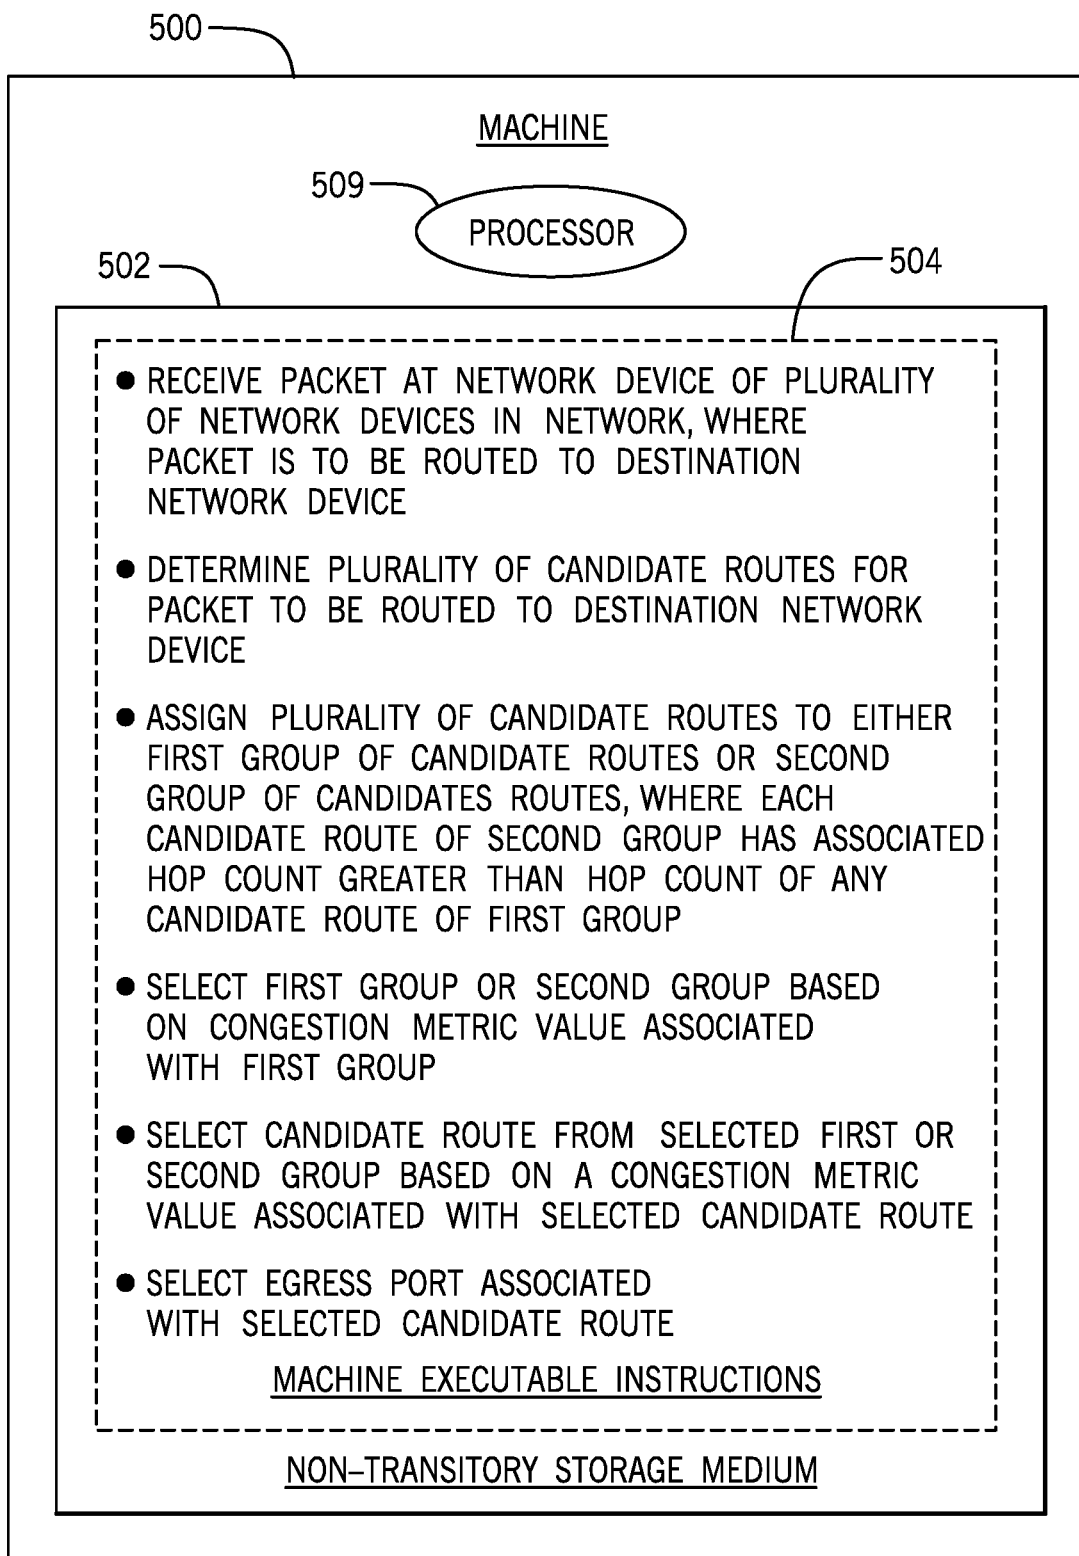 500
MACHINE
509
PROCESSOR
502
504
● RECEIVE PACKET AT NETWORK DEVICE OF PLURALITY
OF NETWORK DEVICES IN NETWORK, WHERE
PACKET IS TO BE ROUTED TO DESTINATION
NETWORK DEVICE
● DETERMINE PLURALITY OF CANDIDATE ROUTES FOR
PACKET TO BE ROUTED TO DESTINATION NETWORK
DEVICE
● ASSIGN PLURALITY OF CANDIDATE ROUTES TO EITHER
FIRST GROUP OF CANDIDATE ROUTES OR SECOND
GROUP OF CANDIDATES ROUTES, WHERE EACH
CANDIDATE ROUTE OF SECOND GROUP HAS ASSOCIATED
HOP COUNT GREATER THAN HOP COUNT OF ANY
CANDIDATE ROUTE OF FIRST GROUP
● SELECT FIRST GROUP OR SECOND GROUP BASED
ON CONGESTION METRIC VALUE ASSOCIATED
WITH FIRST GROUP
● SELECT CANDIDATE ROUTE FROM SELECTED FIRST OR
SECOND GROUP BASED ON A CONGESTION METRIC
VALUE ASSOCIATED WITH SELECTED CANDIDATE ROUTE
● SELECT EGRESS PORT ASSOCIATED
WITH SELECTED CANDIDATE ROUTE
MACHINE EXECUTABLE INSTRUCTIONS
NON–TRANSITORY STORAGE MEDIUM